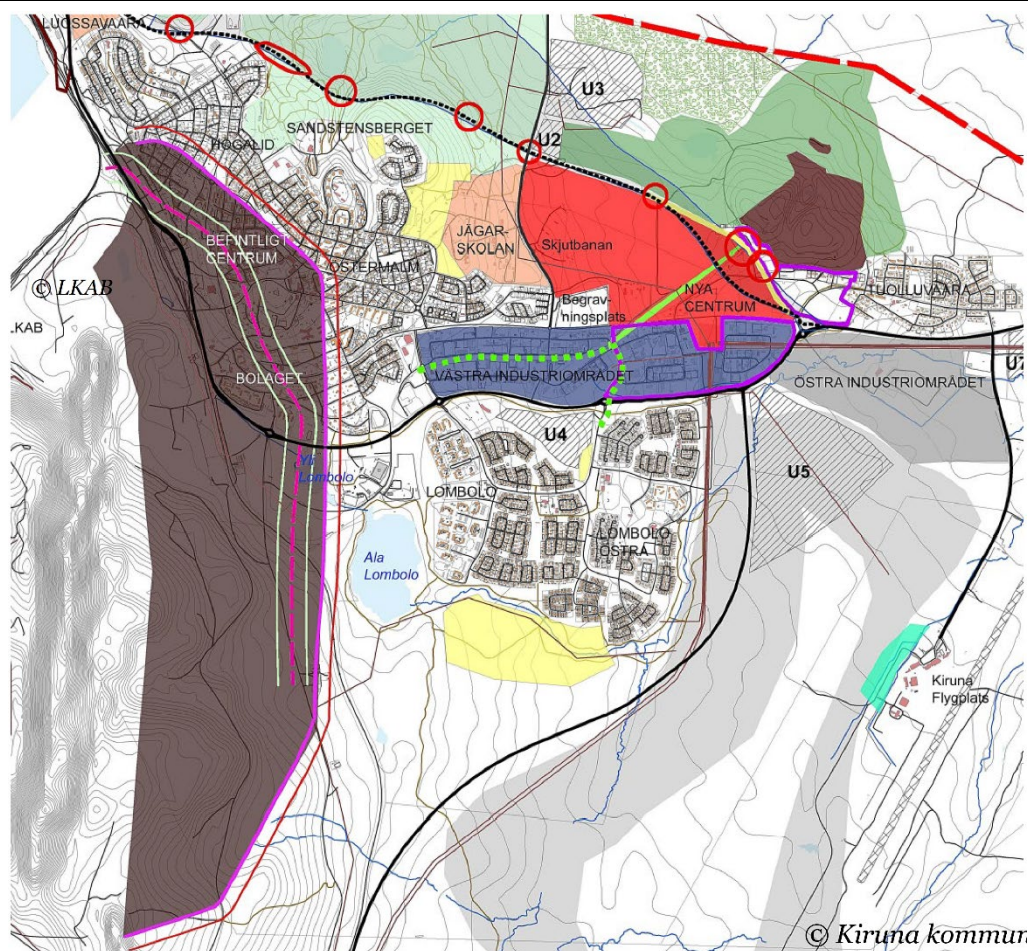 LUOSSAVAARA
U3
SANDSTENSBERGET
U2
HÖGALID
JÄGAR-
SKOLAN
Skjutbanan
BEFINTLIGT
CENTRUM
ÖSTERMALM
© LKAB
NYA
CENTRUM
TUOLLUVAARA
Begrav-
ningsplats
LKAB
BOLAGET
VÄSTRA INDUSTRIOMRÅDET
ÖSTRA INDUSTRIOMRÅDET
U4
U5
Yli
Lombolo
LOMBOLO
LOMBOLO
ÖSTRA
Ala
Lombolo
Kiruna
Flygplats
© Kiruna kommun